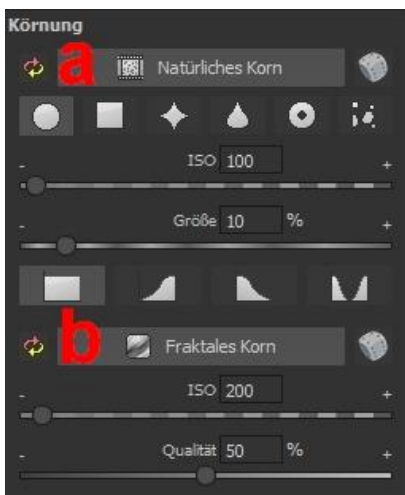 Körnung
a Natürliches Korn
- ISO 100 +
- Größe 10 % +
b Fraktales Korn
- ISO 200 +
- Qualität 50 % +